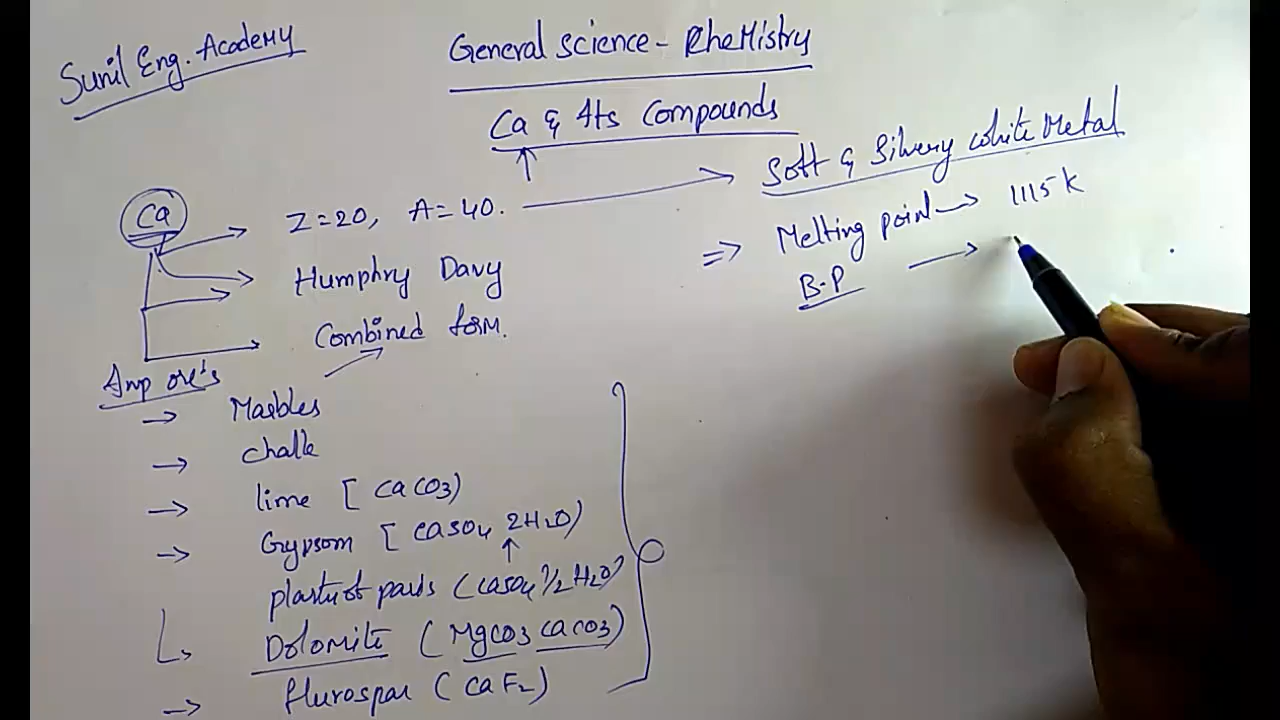 Sunil Eng. Academy
General Science - Chemistry
Ca & Its Compounds
Ca
Z=20, A=40.
Soft & Silvery white Metal
Melting point → 1115 K
B.P →
Humphry Davy
Combined form.
Imp ore's
→ Marbles
→ chalk
→ lime [ CaCO3)
→ Gypsom [ CaSO4 2H2O)
plastut of paris (CaSO4 1/2 H2O)
Dolomite ( MgCO3 CaCO3)
→ flurospar ( CaF2)